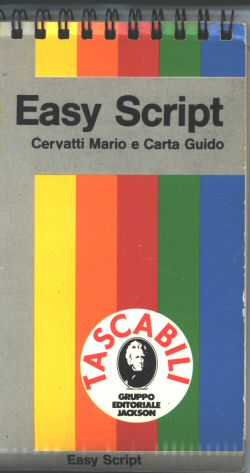 Easy Script
Cervatti Mario e Carta Guido
TASCABILI
GRUPPO
EDITORIALE
JACKSON
Easy Script